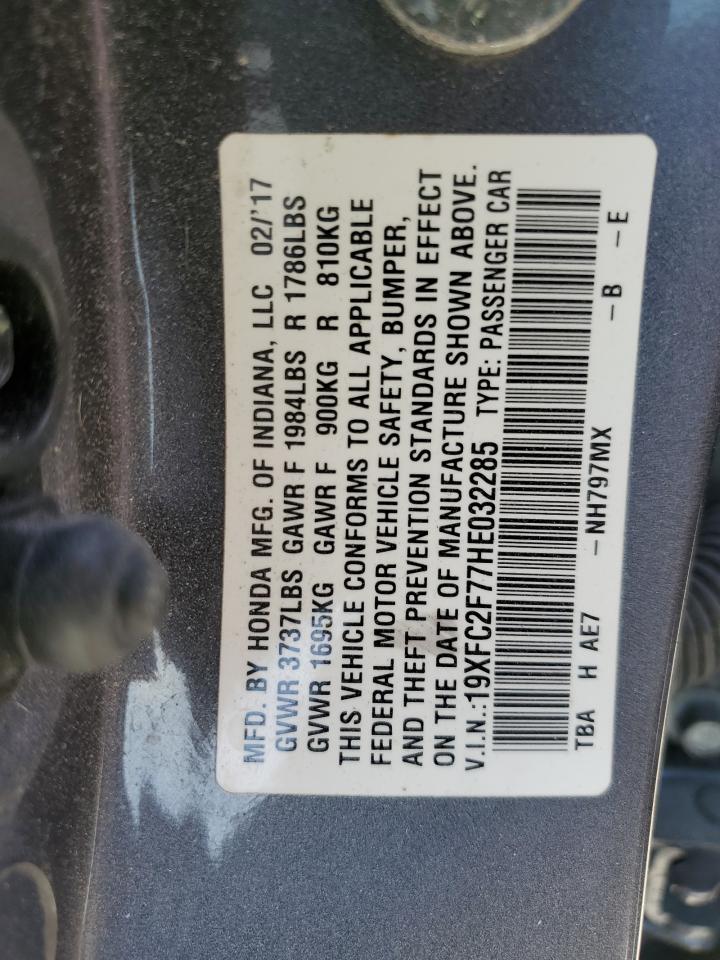 MFD. BY HONDA MFG. OF INDIANA, LLC 02/'17
GVWR 3737LBS GAWR F 1984LBS R 1786LBS
GVWR 1695KG GAWR F 900KG R 810KG
THIS VEHICLE CONFORMS TO ALL APPLICABLE
FEDERAL MOTOR VEHICLE SAFETY, BUMPER,
AND THEFT PREVENTION STANDARDS IN EFFECT
ON THE DATE OF MANUFACTURE SHOWN ABOVE.
V.I.N.:19XFC2F77HE032285 TYPE: PASSENGER CAR
TBA H AE7 -NH797MX -B -E